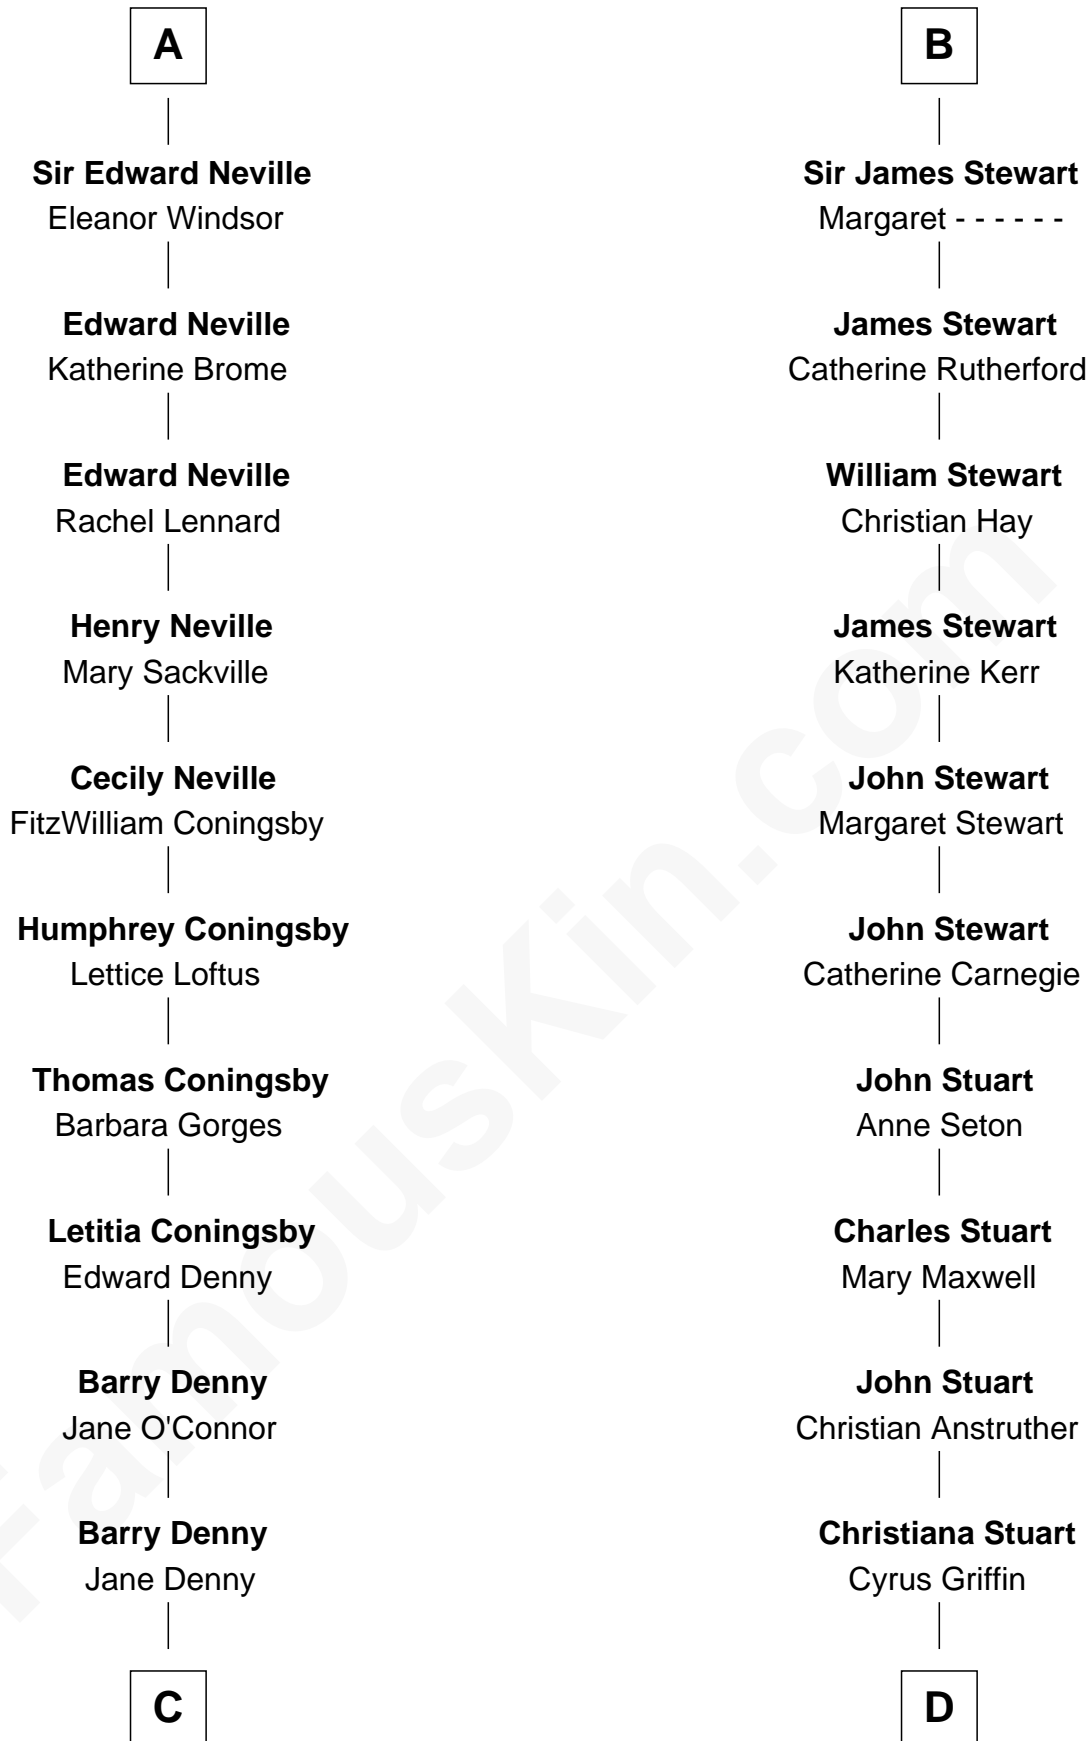 A
Sir Edward Neville
Eleanor Windsor
Edward Neville
Katherine Brome
Edward Neville
Rachel Lennard
Henry Neville
Mary Sackville
Cecily Neville
FitzWilliam Coningsby
Humphrey Coningsby
Lettice Loftus
Thomas Coningsby
Barbara Gorges
Letitia Coningsby
Edward Denny
Barry Denny
Jane O'Connor
Barry Denny
Jane Denny
C
B
Sir James Stewart
Margaret - - - - - -
James Stewart
Catherine Rutherford
William Stewart
Christian Hay
James Stewart
Katherine Kerr
John Stewart
Margaret Stewart
John Stewart
Catherine Carnegie
John Stuart
Anne Seton
Charles Stuart
Mary Maxwell
John Stuart
Christian Anstruther
Christiana Stuart
Cyrus Griffin
D
FamousKin.com